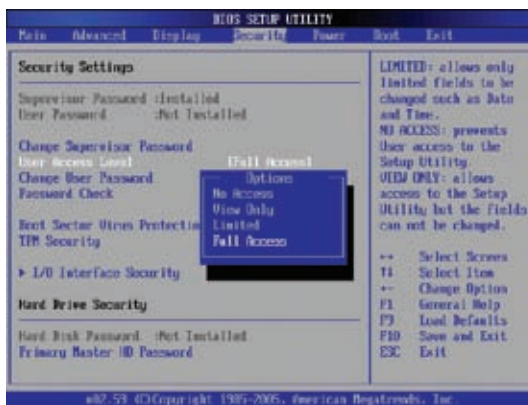 BIOS SETUP UTILITY
Main Advanced Display Security Power Boot Exit
Security Settings
Supervisor Password :Installed
User Password :Not Installed
Change Supervisor Password
User Access Level [Full Access]
Change User Password
Password Check
Boot Sector Virus Protectio
TPM Security
I/O Interface Security
Hard Drive Security
Hard Disk Password :Not Installed
Primary Master HD Password
Options
No Access
View Only
Limited
Full Access
LIMITED: allows only
limited fields to be
changed such as Date
and Time.
NO ACCESS: prevents
User access to the
Setup Utility.
VIEW ONLY: allows
access to the Setup
Utility but the fields
can not be changed.
↔ Select Screen
↑↓ Select Item
+- Change Option
F1 General Help
F9 Load Defaults
F10 Save and Exit
ESC Exit
v02.59 (C)Copyright 1985-2005, American Megatrends, Inc.